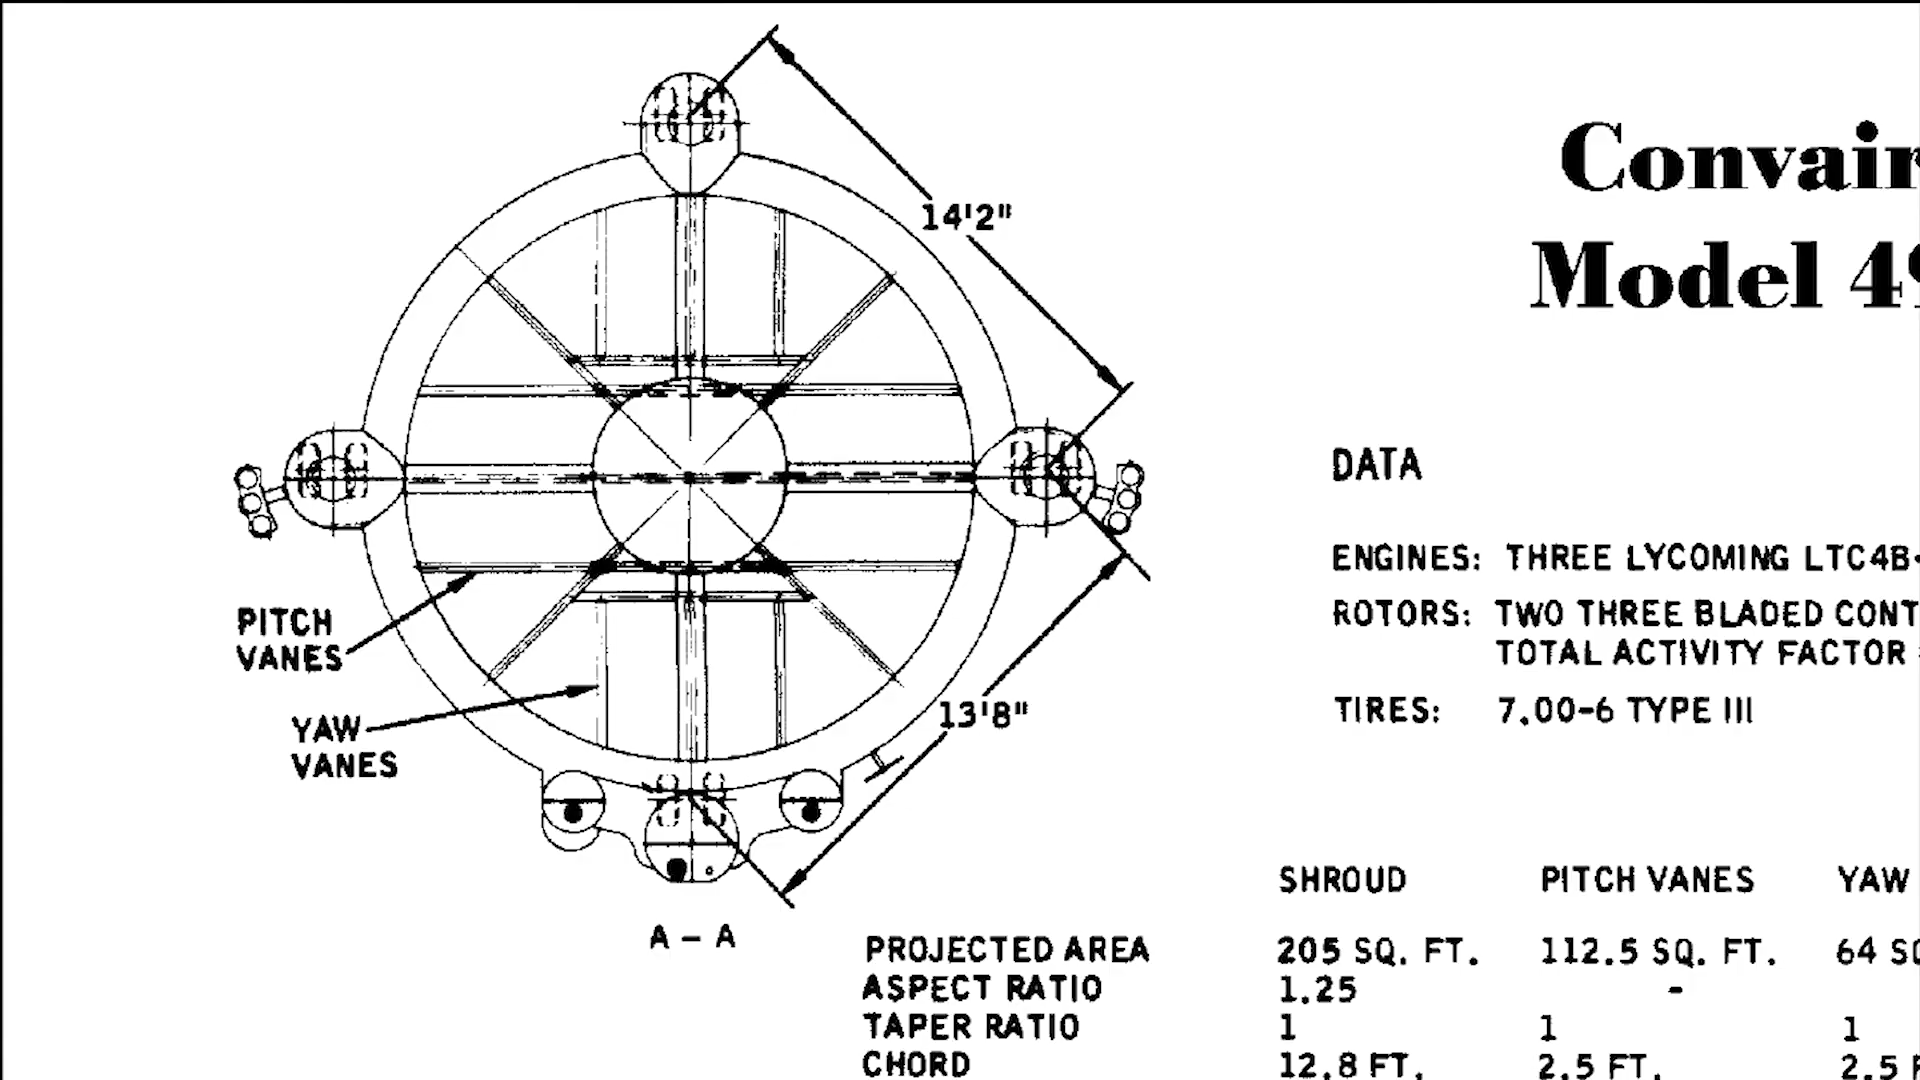 14'2"
Convair
Model 49
DATA
ENGINES: THREE LYCOMING LTC4B-
ROTORS: TWO THREE BLADED CONT
TOTAL ACTIVITY FACTOR
TIRES: 7.00-6 TYPE III
PITCH
VANES
YAW
VANES
13'8"
A - A
SHROUD PITCH VANES YAW
PROJECTED AREA 205 SQ. FT. 112.5 SQ. FT. 64 SQ
ASPECT RATIO 1.25 -
TAPER RATIO 1 1 1
CHORD 12.8 FT. 2.5 FT. 2.5 F